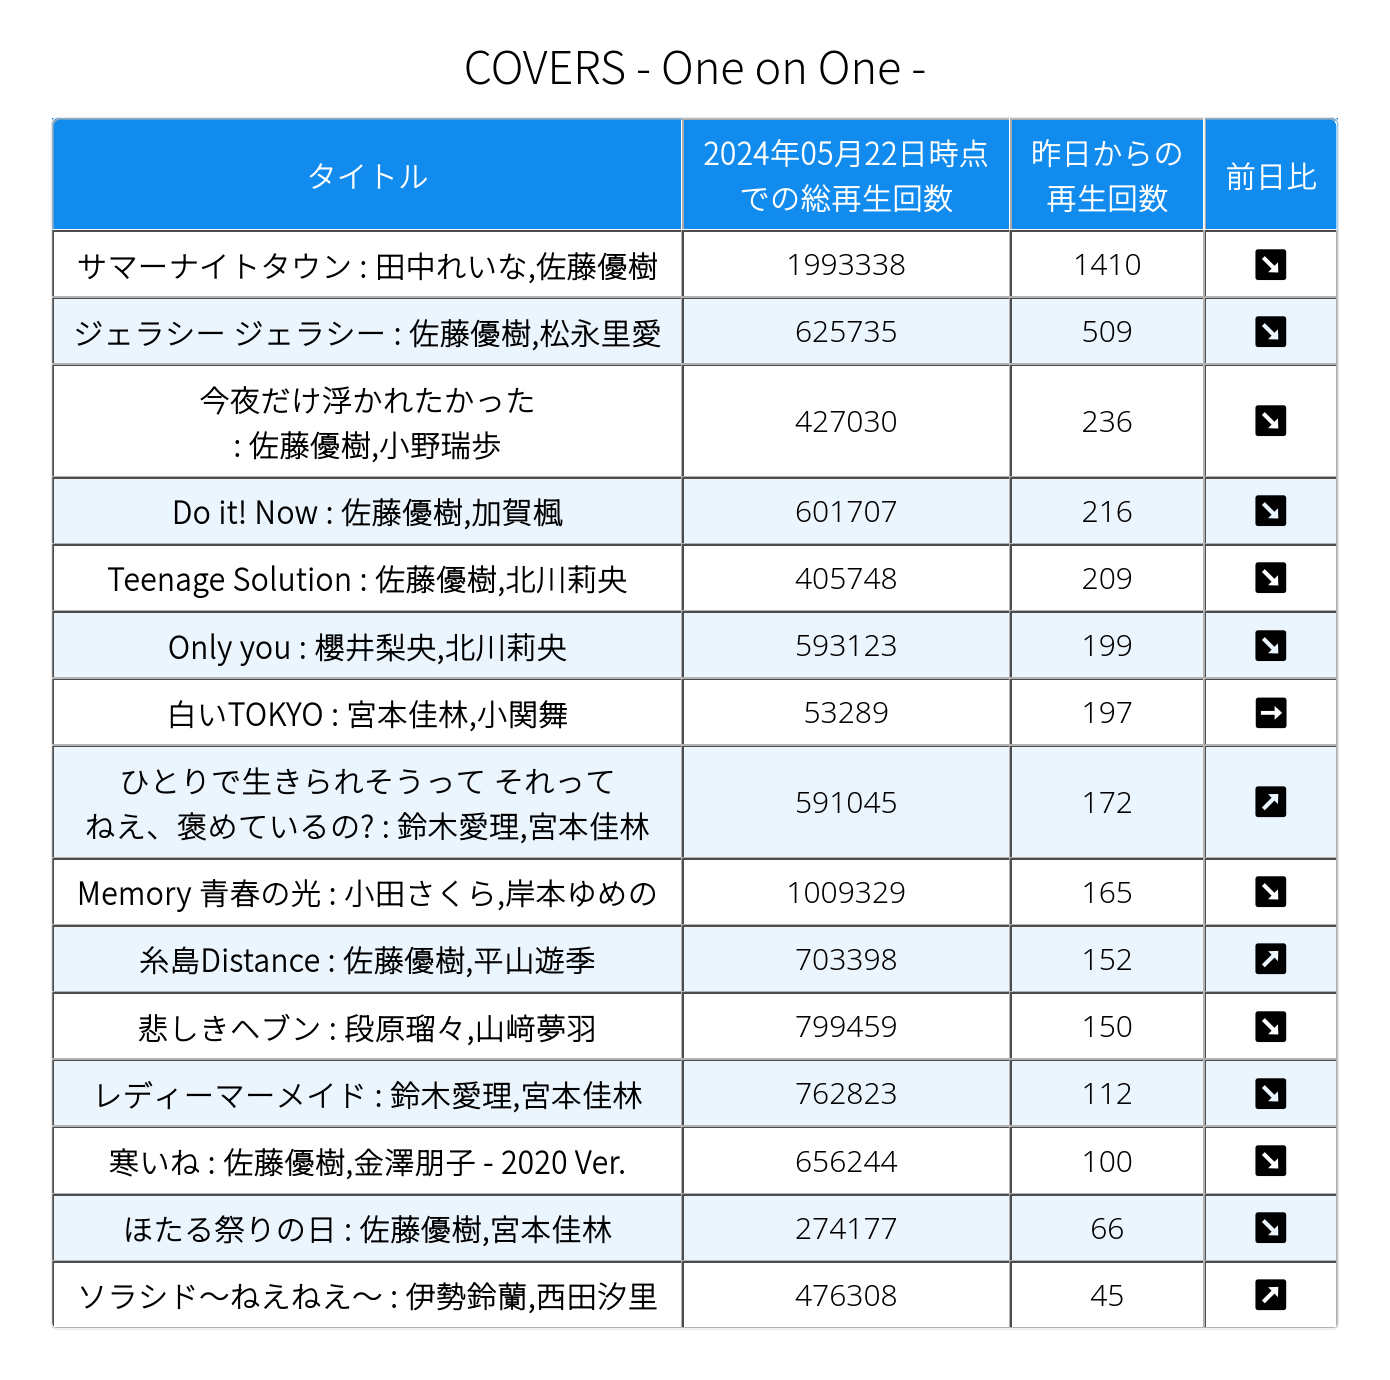 COVERS - One on One -
タイトル
2024年05月22日時点
での総再生回数
昨日からの
再生回数
前日比
サマーナイトタウン : 田中れいな,佐藤優樹
1993338
1410
ジェラシー ジェラシー : 佐藤優樹,松永里愛
625735
509
今夜だけ浮かれたかった
: 佐藤優樹,小野瑞歩
427030
236
Do it! Now : 佐藤優樹,加賀楓
601707
216
Teenage Solution : 佐藤優樹,北川莉央
405748
209
Only you : 櫻井梨央,北川莉央
593123
199
白いTOKYO : 宮本佳林,小関舞
53289
197
ひとりで生きられそうって それって
ねえ、褒めているの? : 鈴木愛理,宮本佳林
591045
172
Memory 青春の光 : 小田さくら,岸本ゆめの
1009329
165
糸島Distance : 佐藤優樹,平山遊季
703398
152
悲しきヘブン : 段原瑠々,山﨑夢羽
799459
150
レディーマーメイド : 鈴木愛理,宮本佳林
762823
112
寒いね : 佐藤優樹,金澤朋子 - 2020 Ver.
656244
100
ほたる祭りの日 : 佐藤優樹,宮本佳林
274177
66
ソラシド～ねえねえ～ : 伊勢鈴蘭,西田汐里
476308
45